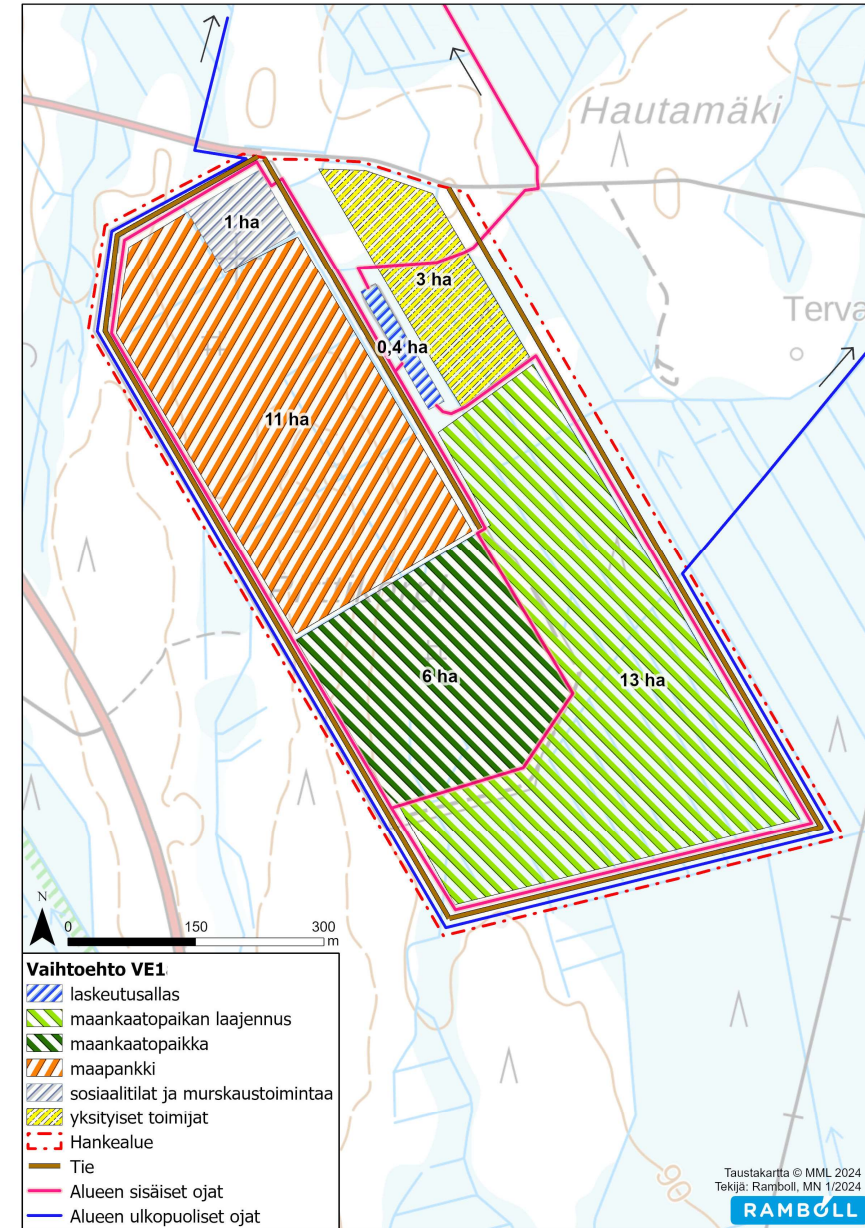 Hautamäki
1 ha
3 ha
Terva
0,4 ha
11 ha
6 ha
13 ha
N
0 150 300
m
Vaihtoehto VE1
laskeutusallas
maankaatopaikan laajennus
maankaatopaikka
maapankki
sosiaalitilat ja murskaustoimintaa
yksityiset toimijat
Hankealue
Tie
Alueen sisäiset ojat
Alueen ulkopuoliset ojat
90
Taustakartta © MML 2024
Tekijä: Ramboll, MN 1/2024
RAMBOLL